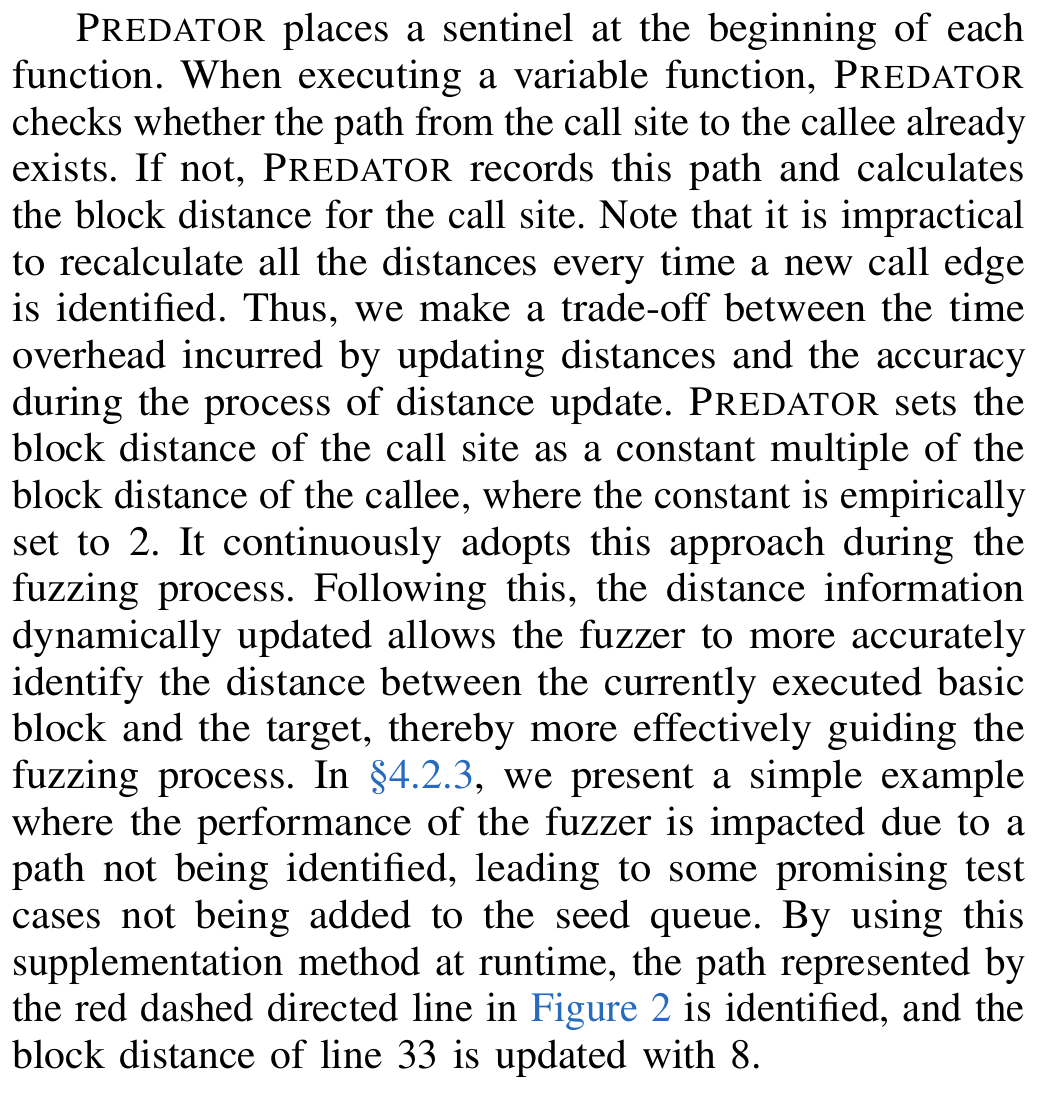 PREDATOR places a sentinel at the beginning of each
function. When executing a variable function, PREDATOR
checks whether the path from the call site to the callee already
exists. If not, PREDATOR records this path and calculates
the block distance for the call site. Note that it is impractical
to recalculate all the distances every time a new call edge
is identified. Thus, we make a trade-off between the time
overhead incurred by updating distances and the accuracy
during the process of distance update. PREDATOR sets the
block distance of the call site as a constant multiple of the
block distance of the callee, where the constant is empirically
set to 2. It continuously adopts this approach during the
fuzzing process. Following this, the distance information
dynamically updated allows the fuzzer to more accurately
identify the distance between the currently executed basic
block and the target, thereby more effectively guiding the
fuzzing process. In §4.2.3, we present a simple example
where the performance of the fuzzer is impacted due to a
path not being identified, leading to some promising test
cases not being added to the seed queue. By using this
supplementation method at runtime, the path represented by
the red dashed directed line in Figure 2 is identified, and the
block distance of line 33 is updated with 8.